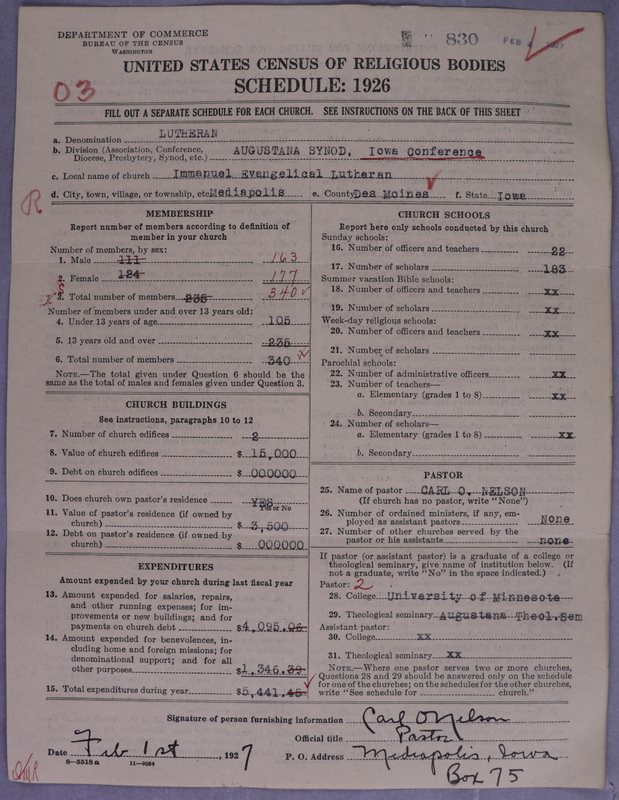 DEPARTMENT OF COMMERCE
BUREAU OF THE CENSUS
WASHINGTON
830 FEB
UNITED STATES CENSUS OF RELIGIOUS BODIES
SCHEDULE: 1926
03
FILL OUT A SEPARATE SCHEDULE FOR EACH CHURCH. SEE INSTRUCTIONS ON THE BACK OF THIS SHEET
a. Denomination LUTHERAN
b. Division (Association, Conference, Diocese, Presbytery, Synod, etc.) AUGUSTANA SYNOD, Iowa Conference
c. Local name of church Immanuel Evangelical Lutheran
d. City, town, village, or township, etc. Mediapolis e. County Des Moines f. State Iowa
R
MEMBERSHIP
Report number of members according to definition of
member in your church
Number of members, by sex:
1. Male 111 163
2. Female 124 177
3. Total number of members 235 340
Number of members under and over 13 years old:
4. Under 13 years of age 105
5. 13 years old and over 235
6. Total number of members 340
NOTE.—The total given under Question 6 should be the
same as the total of males and females given under Question 3.
CHURCH BUILDINGS
See instructions, paragraphs 10 to 12
7. Number of church edifices 2
8. Value of church edifices $ 15,000
9. Debt on church edifices $ 000000
10. Does church own pastor's residence YES
Yes or No
11. Value of pastor's residence (if owned by
church) $ 3,500
12. Debt on pastor's residence (if owned by
church) $ 000000
EXPENDITURES
Amount expended by your church during last fiscal year
13. Amount expended for salaries, repairs,
and other running expenses; for im-
provements or new buildings; and for
payments on church debt $4,095.06
14. Amount expended for benevolences, in-
cluding home and foreign missions; for
denominational support; and for all
other purposes $1,346.39
15. Total expenditures during year $5,441.45
CHURCH SCHOOLS
Report here only schools conducted by this church
Sunday schools:
16. Number of officers and teachers 22
17. Number of scholars 183
Summer vacation Bible schools:
18. Number of officers and teachers xx
19. Number of scholars xx
Week-day religious schools:
20. Number of officers and teachers xx
21. Number of scholars
Parochial schools:
22. Number of administrative officers xx
23. Number of teachers—
a. Elementary (grades 1 to 8) xx
b. Secondary
24. Number of scholars—
a. Elementary (grades 1 to 8) xx
b. Secondary
PASTOR
25. Name of pastor CARL O. NELSON
(If church has no pastor, write "None")
26. Number of ordained ministers, if any, em-
ployed as assistant pastors None
27. Number of other churches served by the
pastor or his assistants none
If pastor (or assistant pastor) is a graduate of a college or
theological seminary, give name of institution below. (If
not a graduate, write "No" in the space indicated.)
Pastor: 2
28. College University of Minnesota
29. Theological seminary Augustana Theol.Sem
Assistant pastor:
30. College xx
31. Theological seminary xx
NOTE.—Where one pastor serves two or more churches,
Questions 28 and 29 should be answered only on the schedule
for one of the churches; on the schedules for the other churches,
write "See schedule for church."
Signature of person furnishing information Carl O Nelson
Official title Pastor
Date Feb 1st, 1927 P. O. Address Mediapolis, Iowa
Box 75
8-5518 a 11-9054